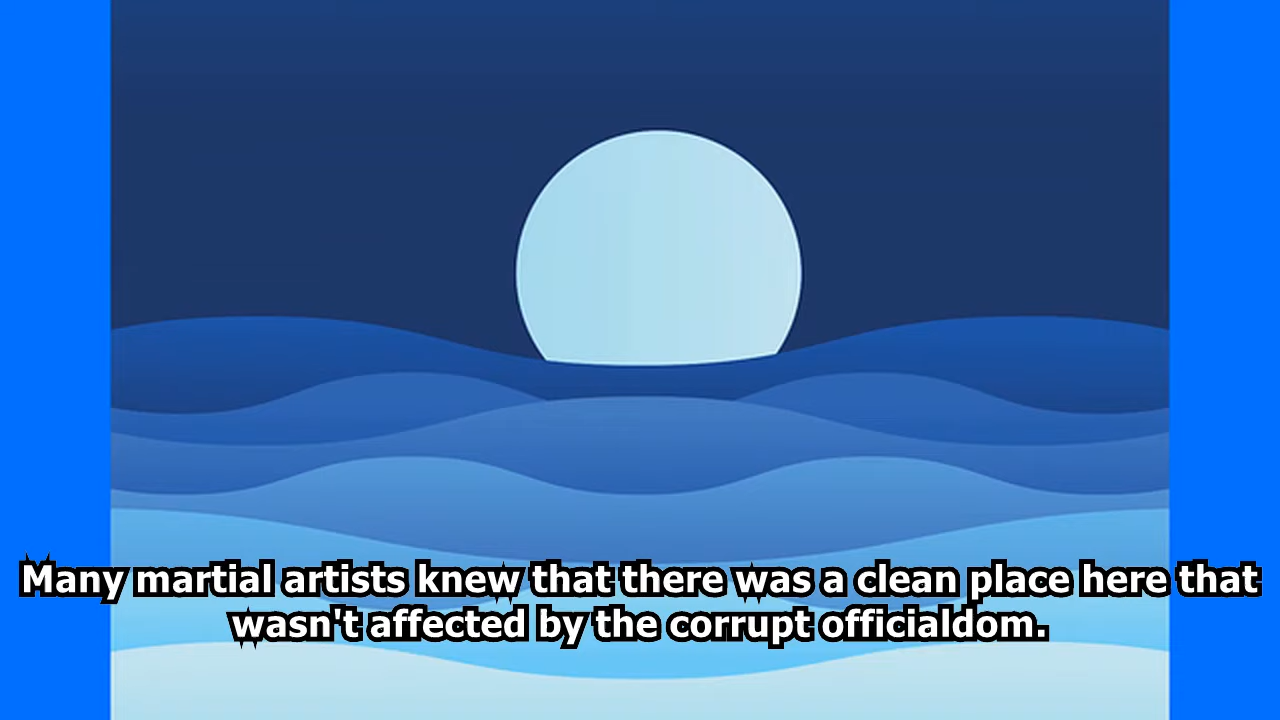 Many martial artists knew that there was a clean place here that
wasn't affected by the corrupt officialdom.